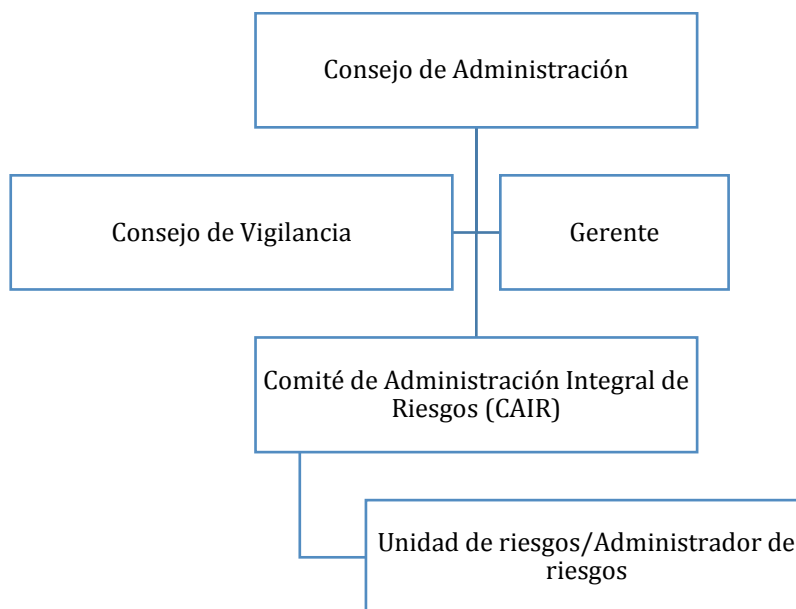 Consejo de Administración
Consejo de Vigilancia
Gerente
Comité de Administración Integral de
Riesgos (CAIR)
Unidad de riesgos/Administrador de
riesgos